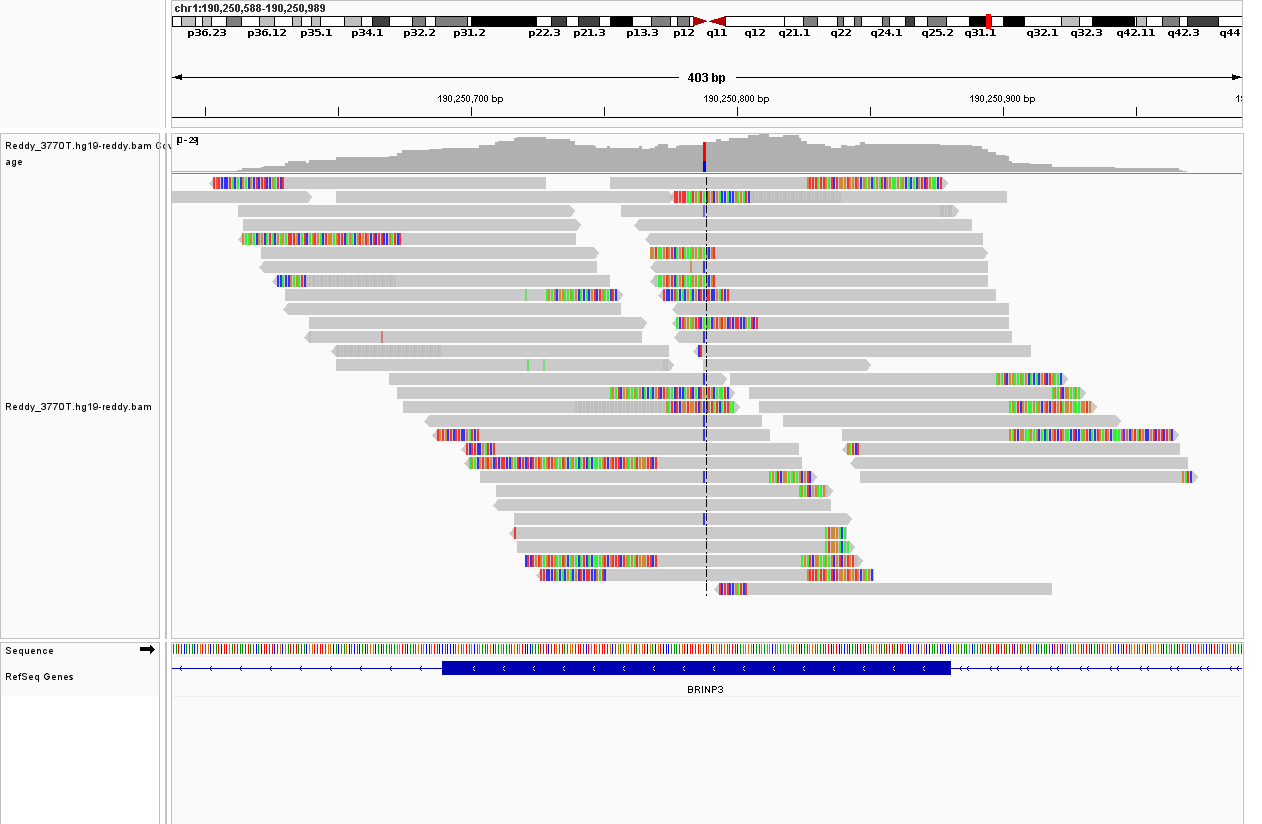 chr1:190,250,588-190,250,989
p36.23 p36.12 p35.1 p34.1 p32.2 p31.2 p22.3 p21.3 p13.3 p12 q11 q12 q21.1 q22 q24.1 q25.2 q31.1 q32.1 q32.3 q42.11 q42.3 q44
403 bp
190,250,700 bp 190,250,800 bp 190,250,900 bp
Reddy_3770T.hg19-reddy.bam Cov
age
[0-29]
Reddy_3770T.hg19-reddy.bam
Sequence
RefSeq Genes
BRINP3